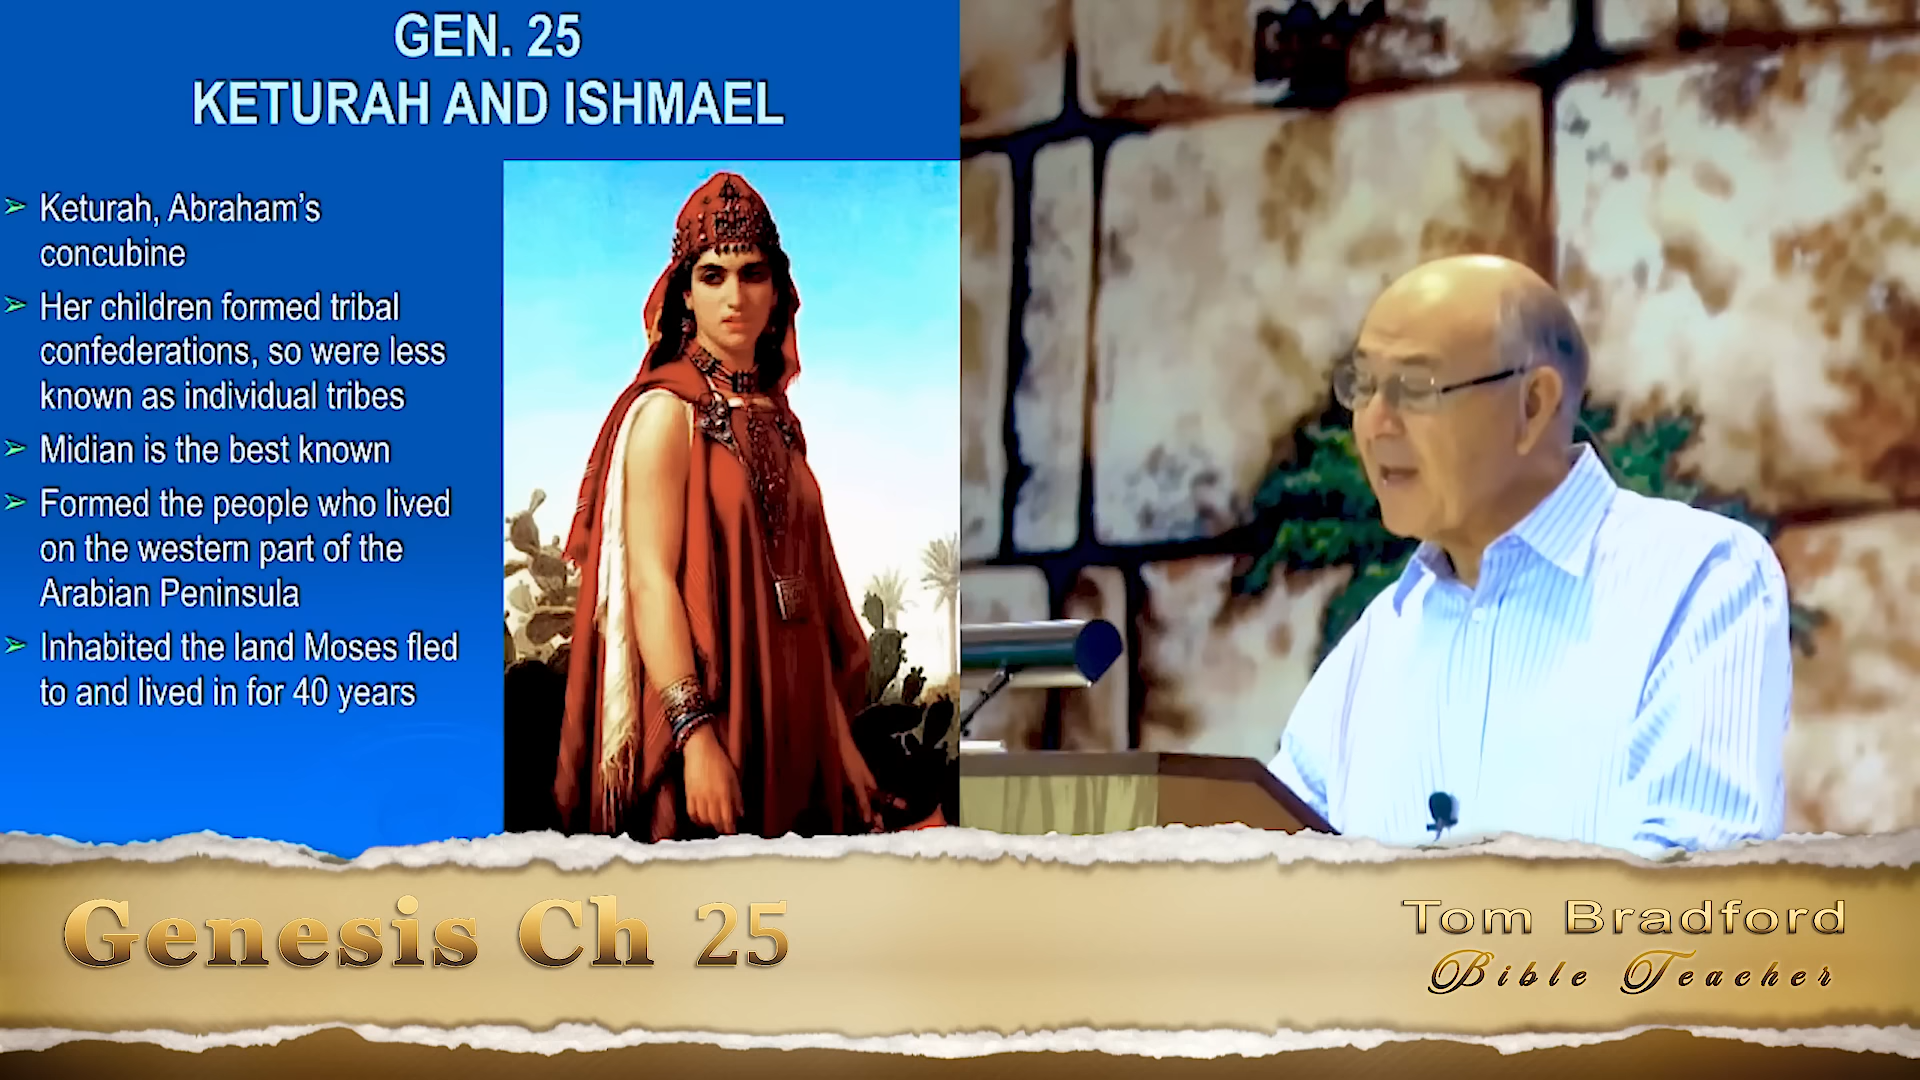 GEN. 25
KETURAH AND ISHMAEL
➢ Keturah, Abraham’s
concubine
➢ Her children formed tribal
confederations, so were less
known as individual tribes
➢ Midian is the best known
➢ Formed the people who lived
on the western part of the
Arabian Peninsula
➢ Inhabited the land Moses fled
to and lived in for 40 years
Genesis Ch 25
Tom Bradford
Bible Teacher